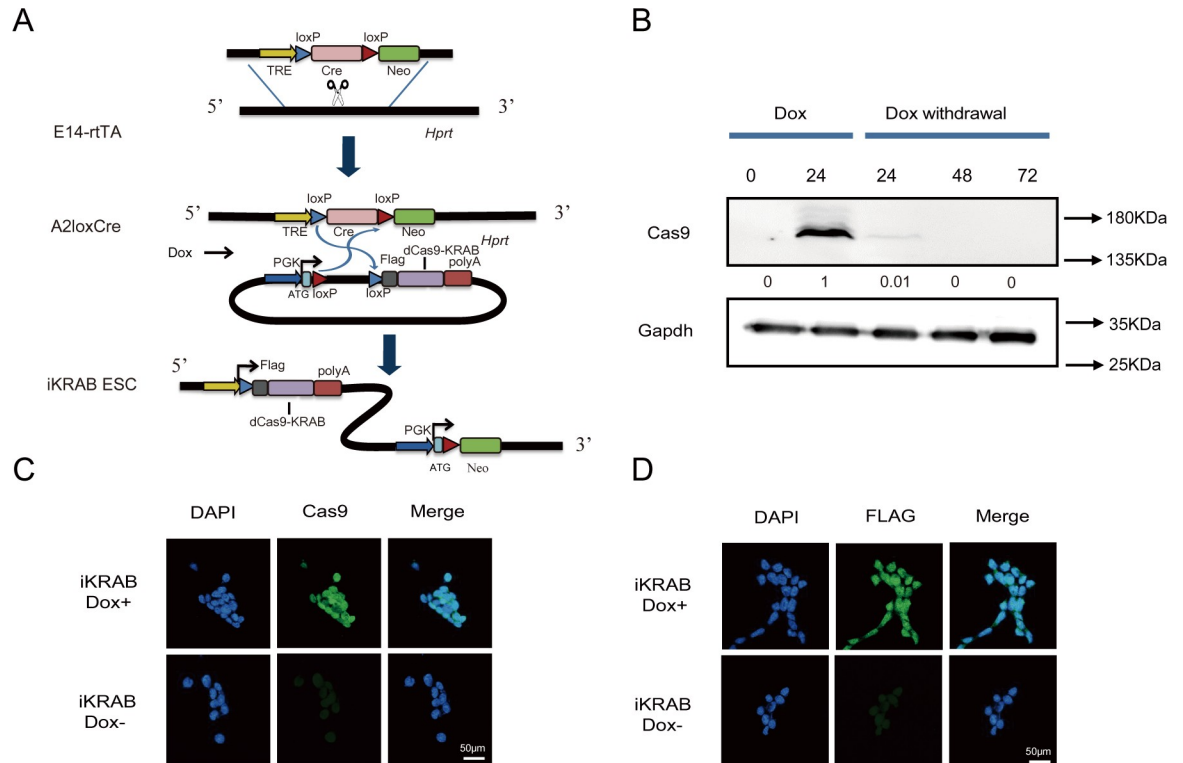 A
loxP loxP
TRE Cre Neo
5’ 3’
E14-rtTA
Hprt
loxP loxP
5’ 3’
A2loxCre
TRE Cre Neo
Hprt
Dox
dCas9-KRAB
PGK Flag polyA
ATG loxP loxP
5’
Flag
polyA
iKRAB ESC
dCas9-KRAB
PGK
3’
ATG Neo
B
Dox Dox withdrawal
0 24 24 48 72
Cas9
180KDa
135KDa
0 1 0.01 0 0
Gapdh
35KDa
25KDa
C
DAPI Cas9 Merge
iKRAB
Dox+
iKRAB
Dox-
50μm
D
DAPI FLAG Merge
iKRAB
Dox+
iKRAB
Dox-
50μm